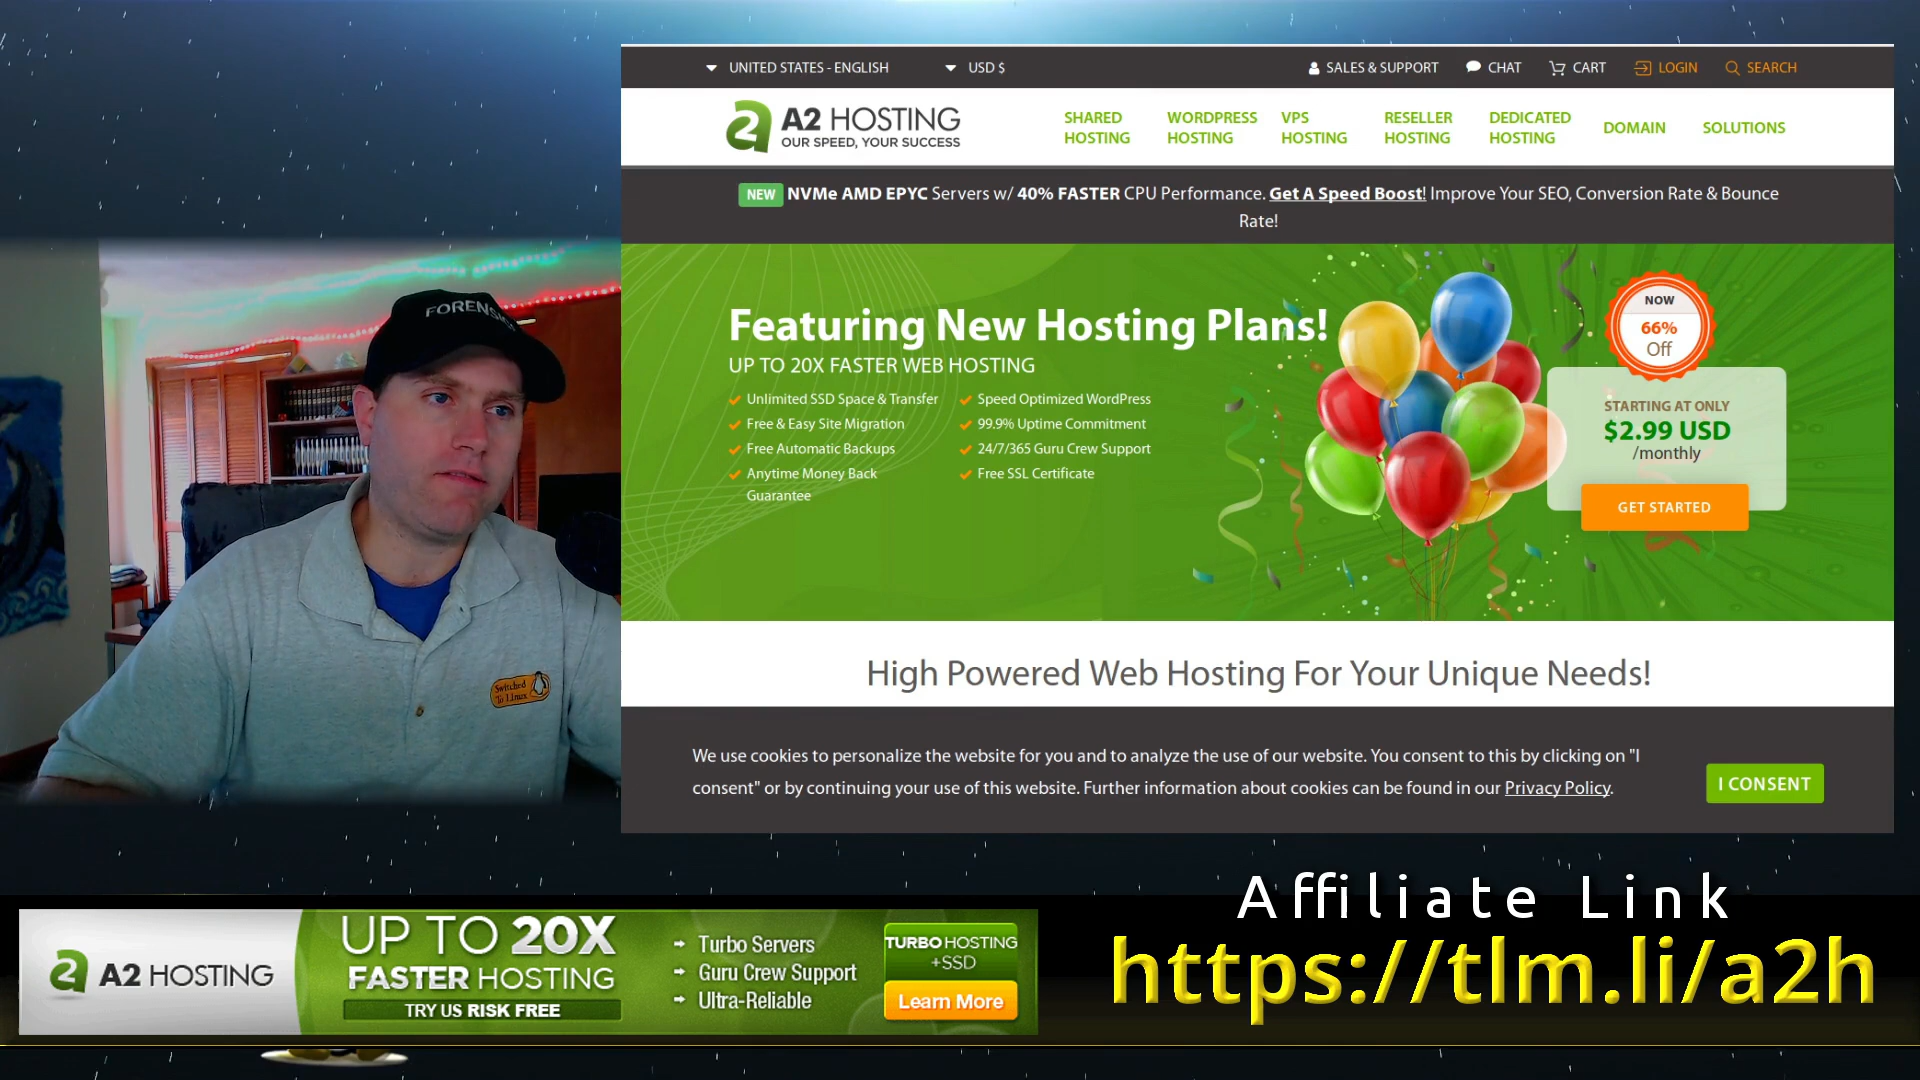 UNITED STATES - ENGLISH
USD $
SALES & SUPPORT
CHAT
CART
LOGIN
SEARCH
A2 HOSTING
OUR SPEED, YOUR SUCCESS
SHARED
HOSTING
WORDPRESS
HOSTING
VPS
HOSTING
RESELLER
HOSTING
DEDICATED
HOSTING
DOMAIN
SOLUTIONS
NEW NVMe AMD EPYC Servers w/ 40% FASTER CPU Performance. Get A Speed Boost! Improve Your SEO, Conversion Rate & Bounce
Rate!
Featuring New Hosting Plans!
UP TO 20X FASTER WEB HOSTING
Unlimited SSD Space & Transfer
Free & Easy Site Migration
Free Automatic Backups
Anytime Money Back
Guarantee
Speed Optimized WordPress
99.9% Uptime Commitment
24/7/365 Guru Crew Support
Free SSL Certificate
NOW
66%
Off
STARTING AT ONLY
$2.99 USD
/monthly
GET STARTED
High Powered Web Hosting For Your Unique Needs!
We use cookies to personalize the website for you and to analyze the use of our website. You consent to this by clicking on "I
consent" or by continuing your use of this website. Further information about cookies can be found in our Privacy Policy.
I CONSENT
Switched
To Linux
A2 HOSTING
UP TO 20X
FASTER HOSTING
TRY US RISK FREE
Turbo Servers
Guru Crew Support
Ultra-Reliable
TURBO HOSTING
+SSD
Learn More
Affiliate Link
https://tlm.li/a2h